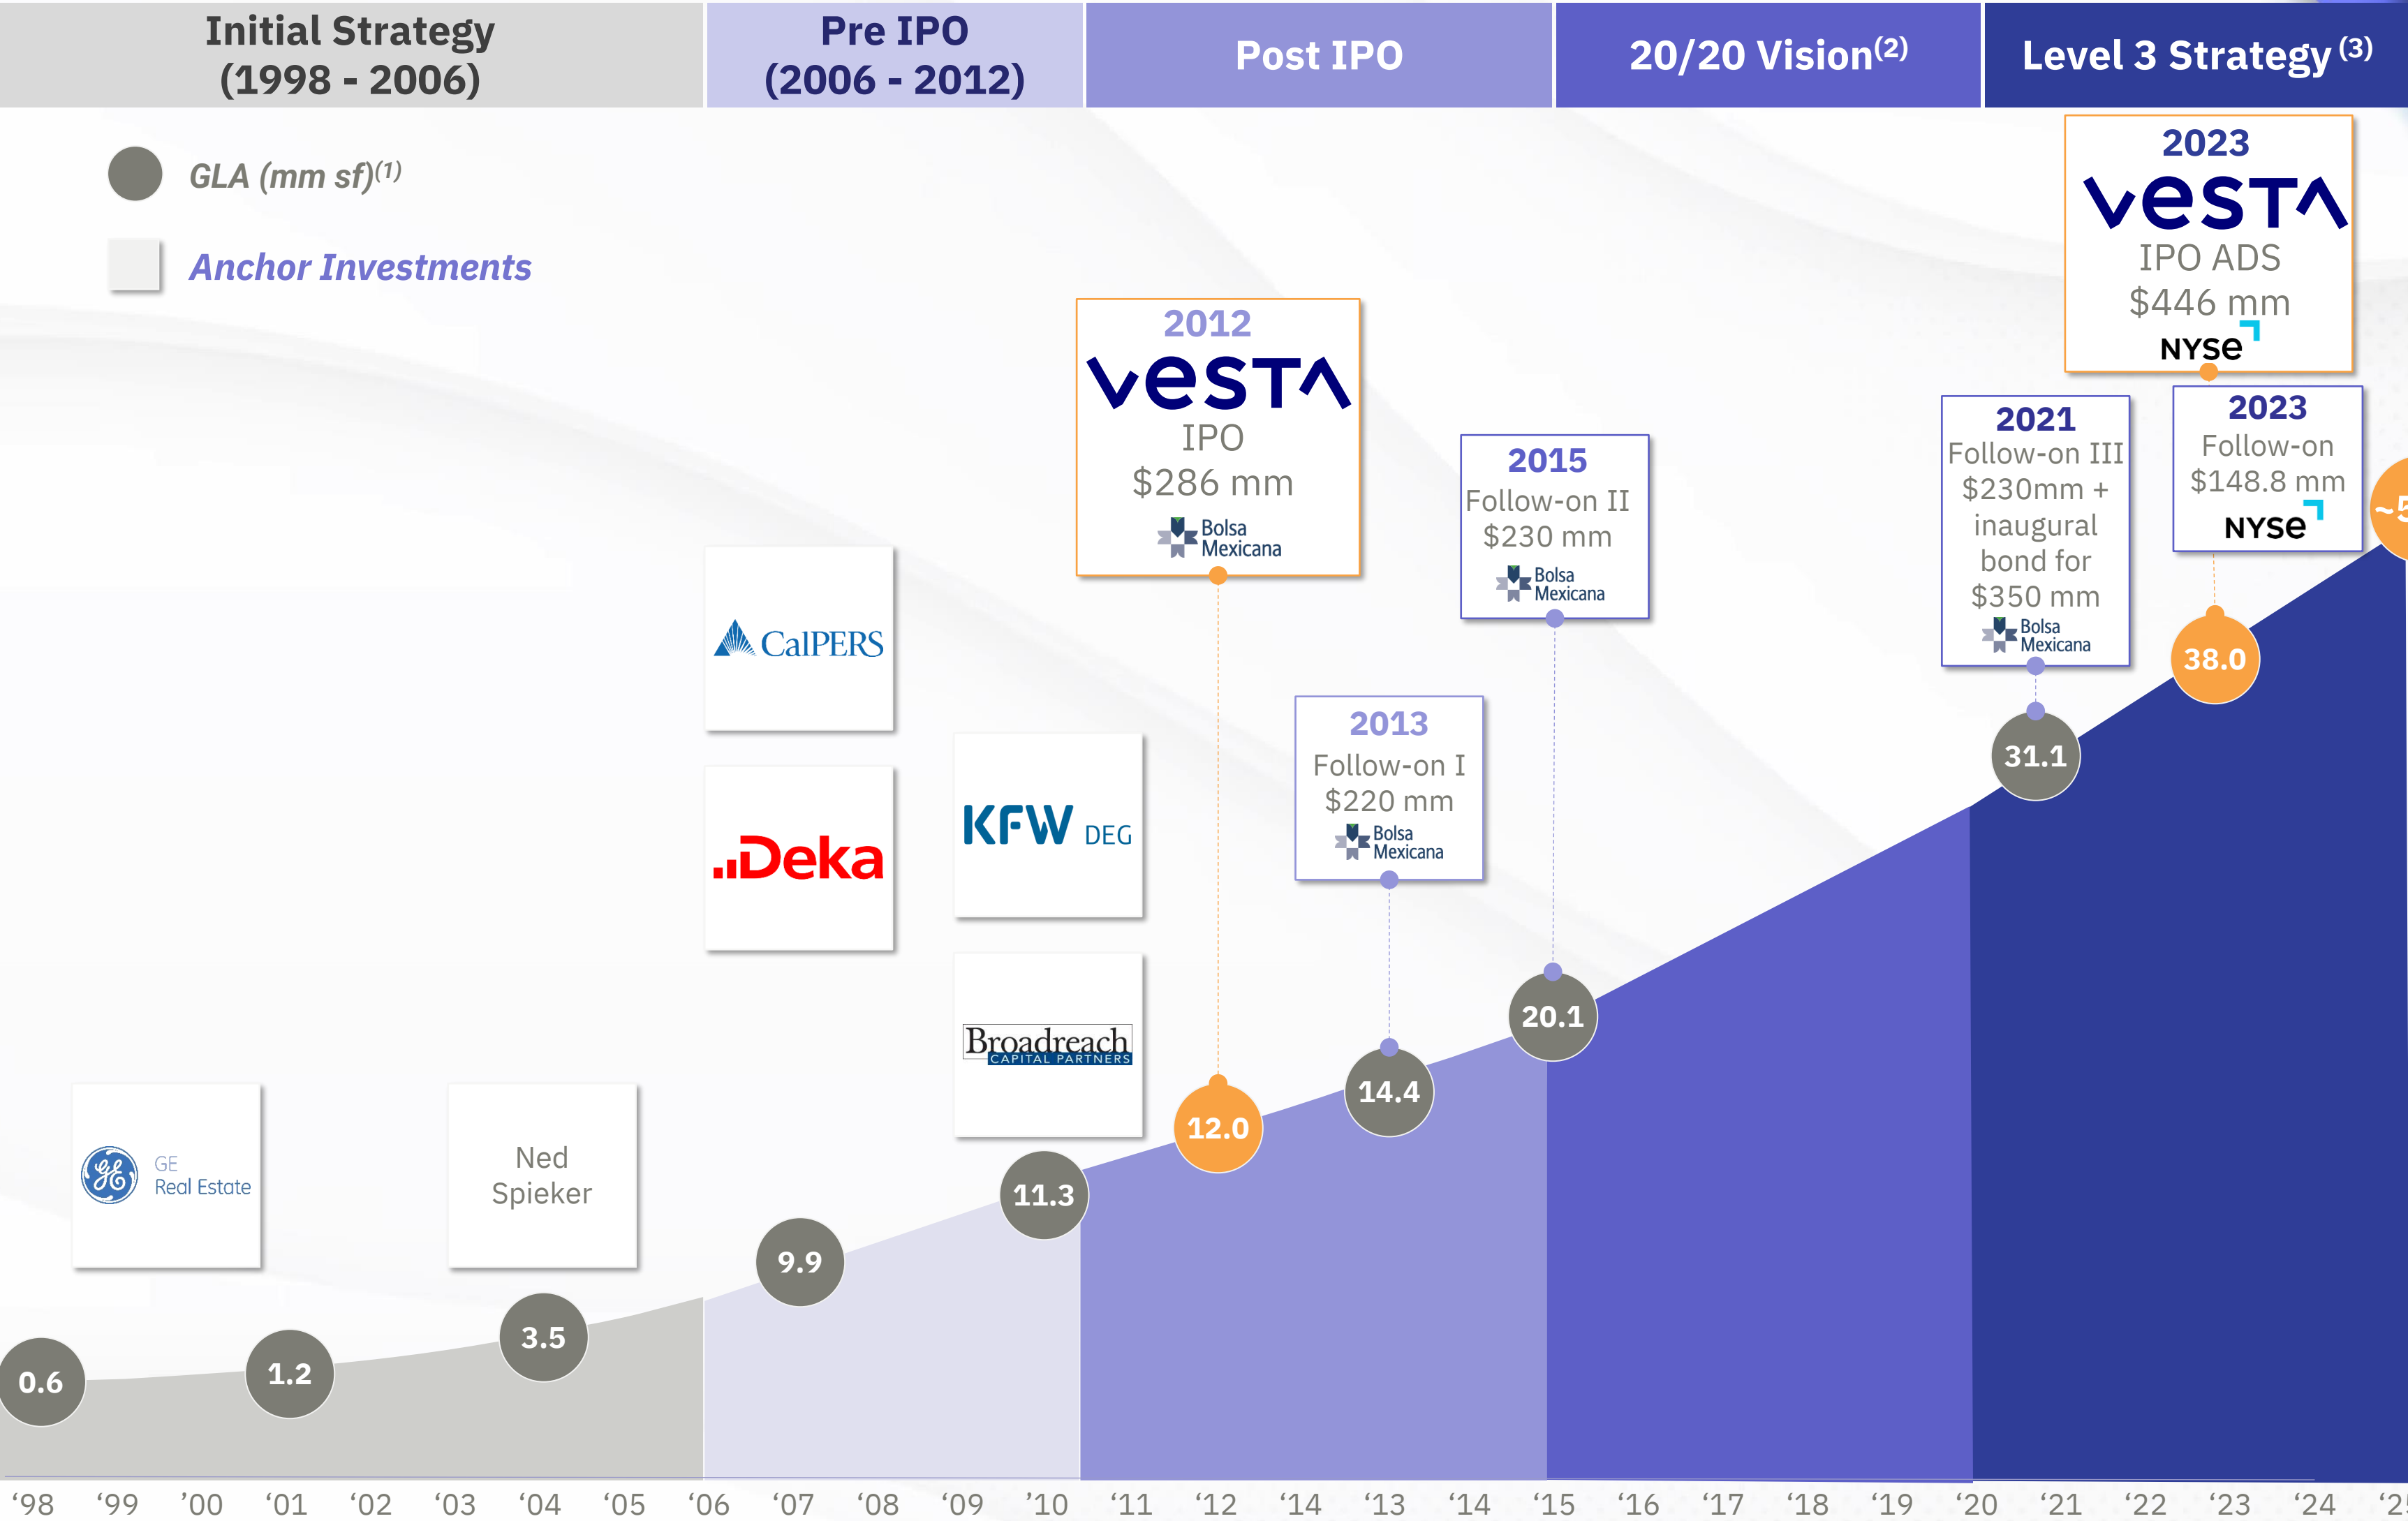 Initial Strategy
(1998 - 2006)
Pre IPO
(2006 - 2012)
Post IPO
20/20 Vision(2)
Level 3 Strategy (3)
GLA (mm sf)(1)
Anchor Investments
2023
VESTA
IPO ADS
$446 mm
NYSE
2012
VESTA
IPO
$286 mm
Bolsa
Mexicana
2023
Follow-on
$148.8 mm
NYSE
2021
Follow-on III
$230mm +
inaugural
bond for
$350 mm
Bolsa
Mexicana
2015
Follow-on II
$230 mm
Bolsa
Mexicana
~5
CalPERS
38.0
2013
Follow-on I
$220 mm
Bolsa
Mexicana
31.1
KFW DEG
Deka
20.1
Broadreach
CAPITAL PARTNERS
14.4
12.0
GE
Real Estate
Ned
Spieker
11.3
9.9
3.5
1.2
0.6
‘98 ‘99 ’00 ‘01 ‘02 ‘03 ‘04 ‘05 ‘06 ‘07 ‘08 ‘09 ’10 ‘11 ‘12 ‘14 ‘13 ‘14 ‘15 ‘16 ‘17 ‘18 ‘19 ‘20 ‘21 ‘22 ‘23 ‘24